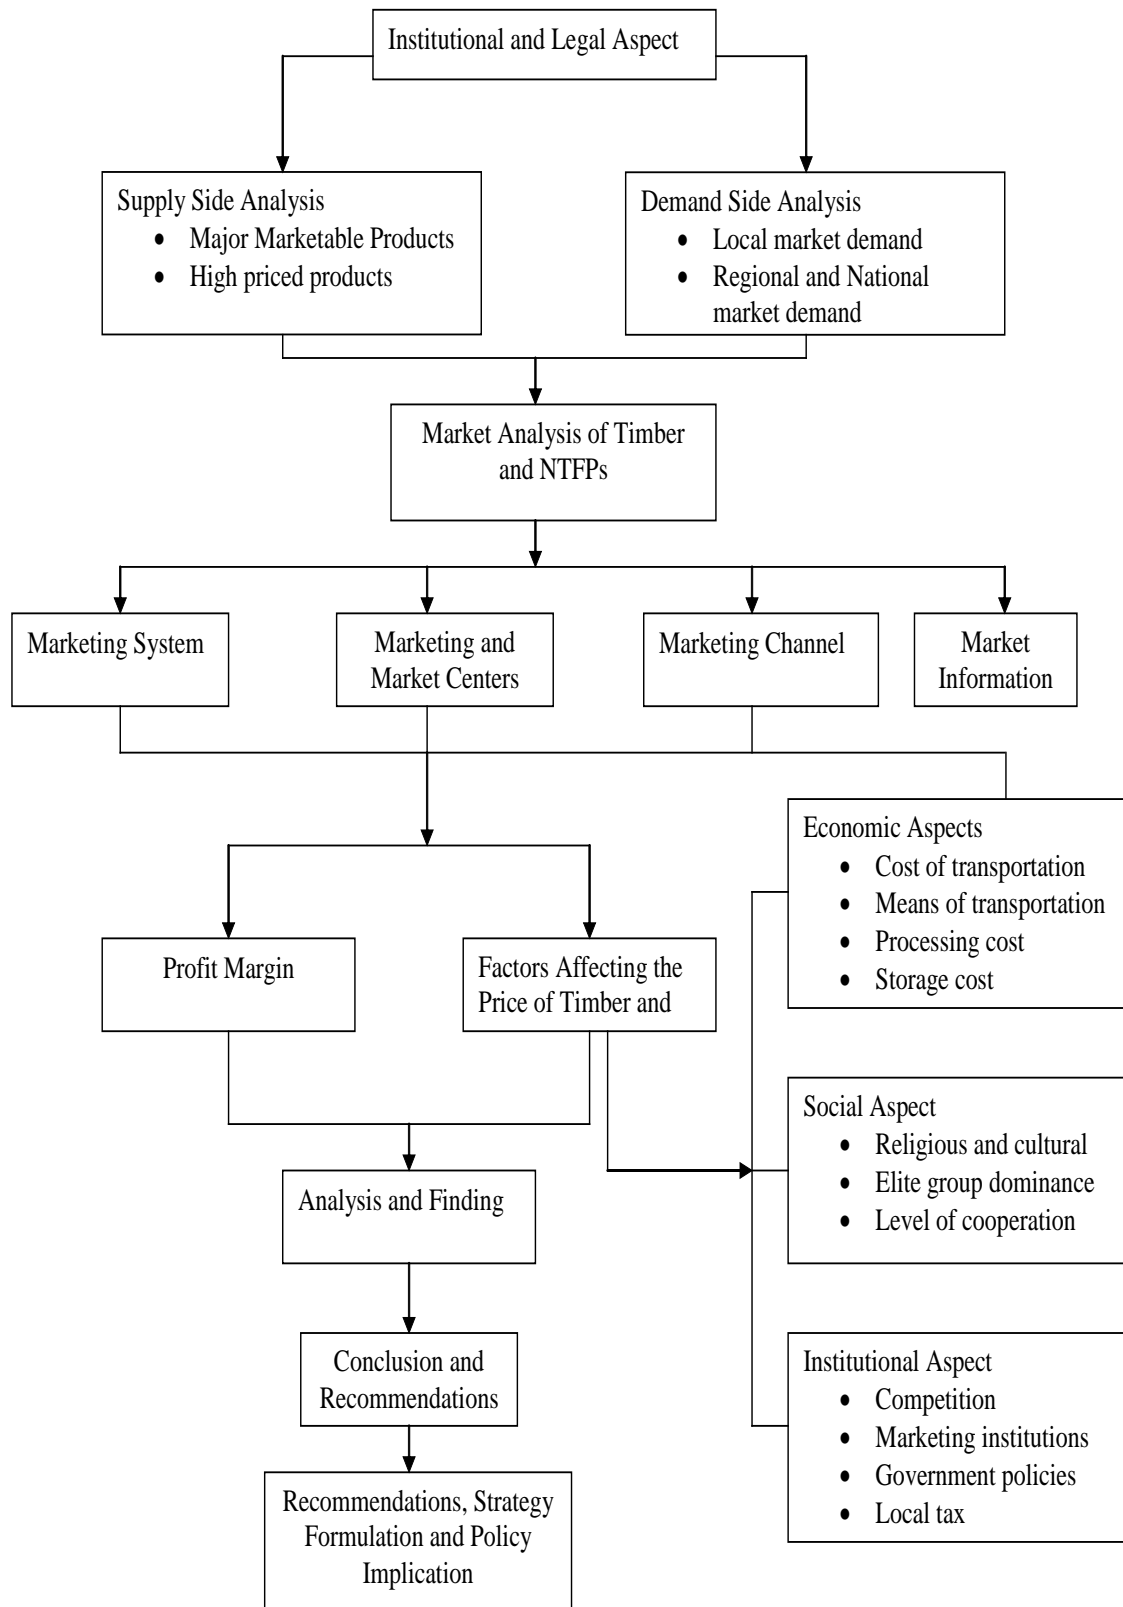 Institutional and Legal Aspect
Supply Side Analysis
• Major Marketable Products
• High priced products
Demand Side Analysis
• Local market demand
• Regional and National
market demand
Market Analysis of Timber
and NTFPs
Marketing System
Marketing and
Market Centers
Marketing Channel
Market
Information
Economic Aspects
• Cost of transportation
• Means of transportation
• Processing cost
• Storage cost
Profit Margin
Factors Affecting the
Price of Timber and
Social Aspect
• Religious and cultural
• Elite group dominance
• Level of cooperation
Analysis and Finding
Conclusion and
Recommendations
Institutional Aspect
• Competition
• Marketing institutions
• Government policies
• Local tax
Recommendations, Strategy
Formulation and Policy
Implication